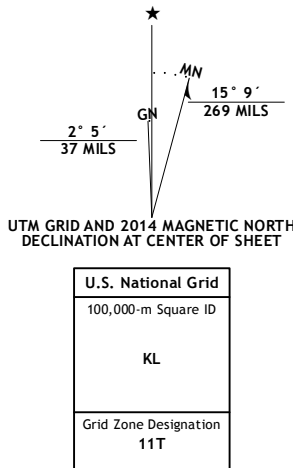 MN
GN
15° 9´
269 MILS
2° 5´
37 MILS
UTM GRID AND 2014 MAGNETIC NORTH
DECLINATION AT CENTER OF SHEET
U.S. National Grid
100,000-m Square ID
KL
Grid Zone Designation
11T